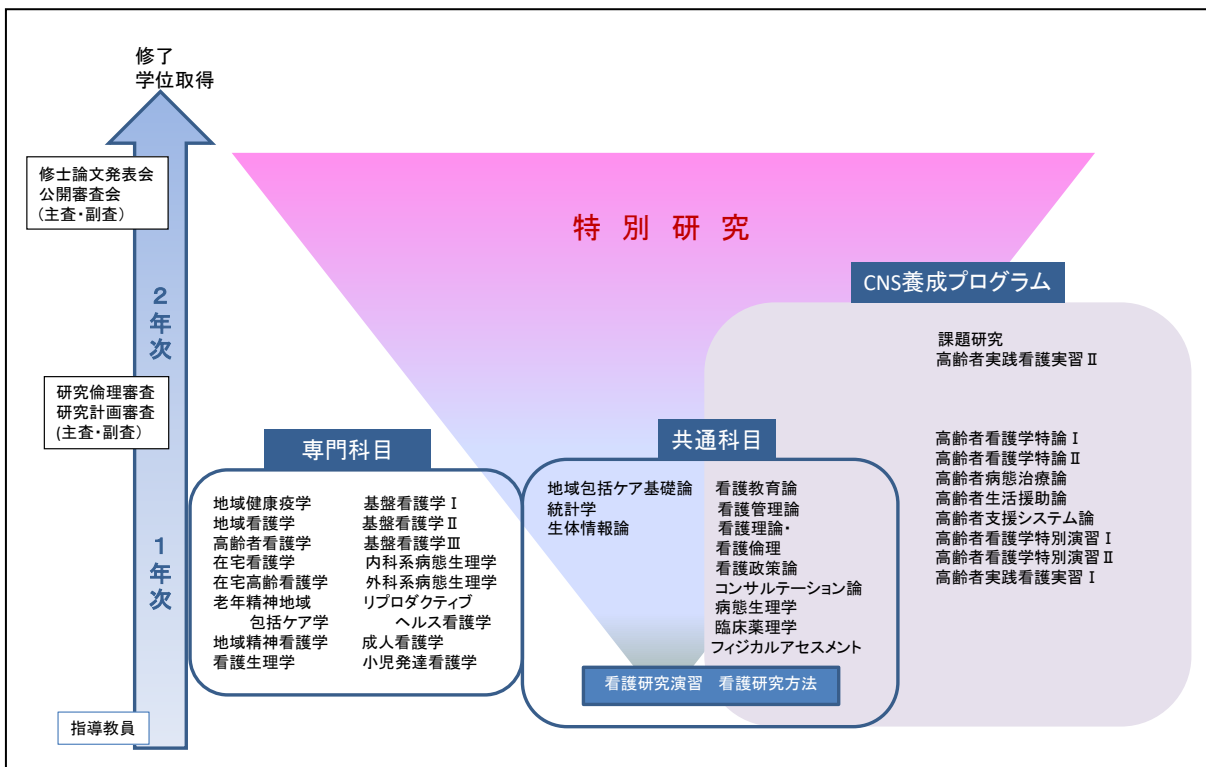 修了
学位取得
修士論文発表会
公開審査会
(主査・副査)
特別研究
CNS養成プログラム
2年次
課題研究
高齢者実践看護実習Ⅱ
研究倫理審査
研究計画審査
(主査・副査)
専門科目
共通科目
1年次
地域健康疫学
地域看護学
高齢者看護学
在宅看護学
在宅高齢看護学
老年精神地域
包括ケア学
地域精神看護学
看護生理学
基盤看護学Ⅰ
基盤看護学Ⅱ
基盤看護学Ⅲ
内科系病態生理学
外科系病態生理学
リプロダクティブ
ヘルス看護学
成人看護学
小児発達看護学
地域包括ケア基礎論
統計学
生体情報論
看護教育論
看護管理論
看護理論・
看護倫理
看護政策論
コンサルテーション論
病態生理学
臨床薬理学
フィジカルアセスメント
高齢者看護学特論Ⅰ
高齢者看護学特論Ⅱ
高齢者病態治療論
高齢者生活援助論
高齢者支援システム論
高齢者看護学特別演習Ⅰ
高齢者看護学特別演習Ⅱ
高齢者実践看護実習Ⅰ
看護研究演習 看護研究方法
指導教員